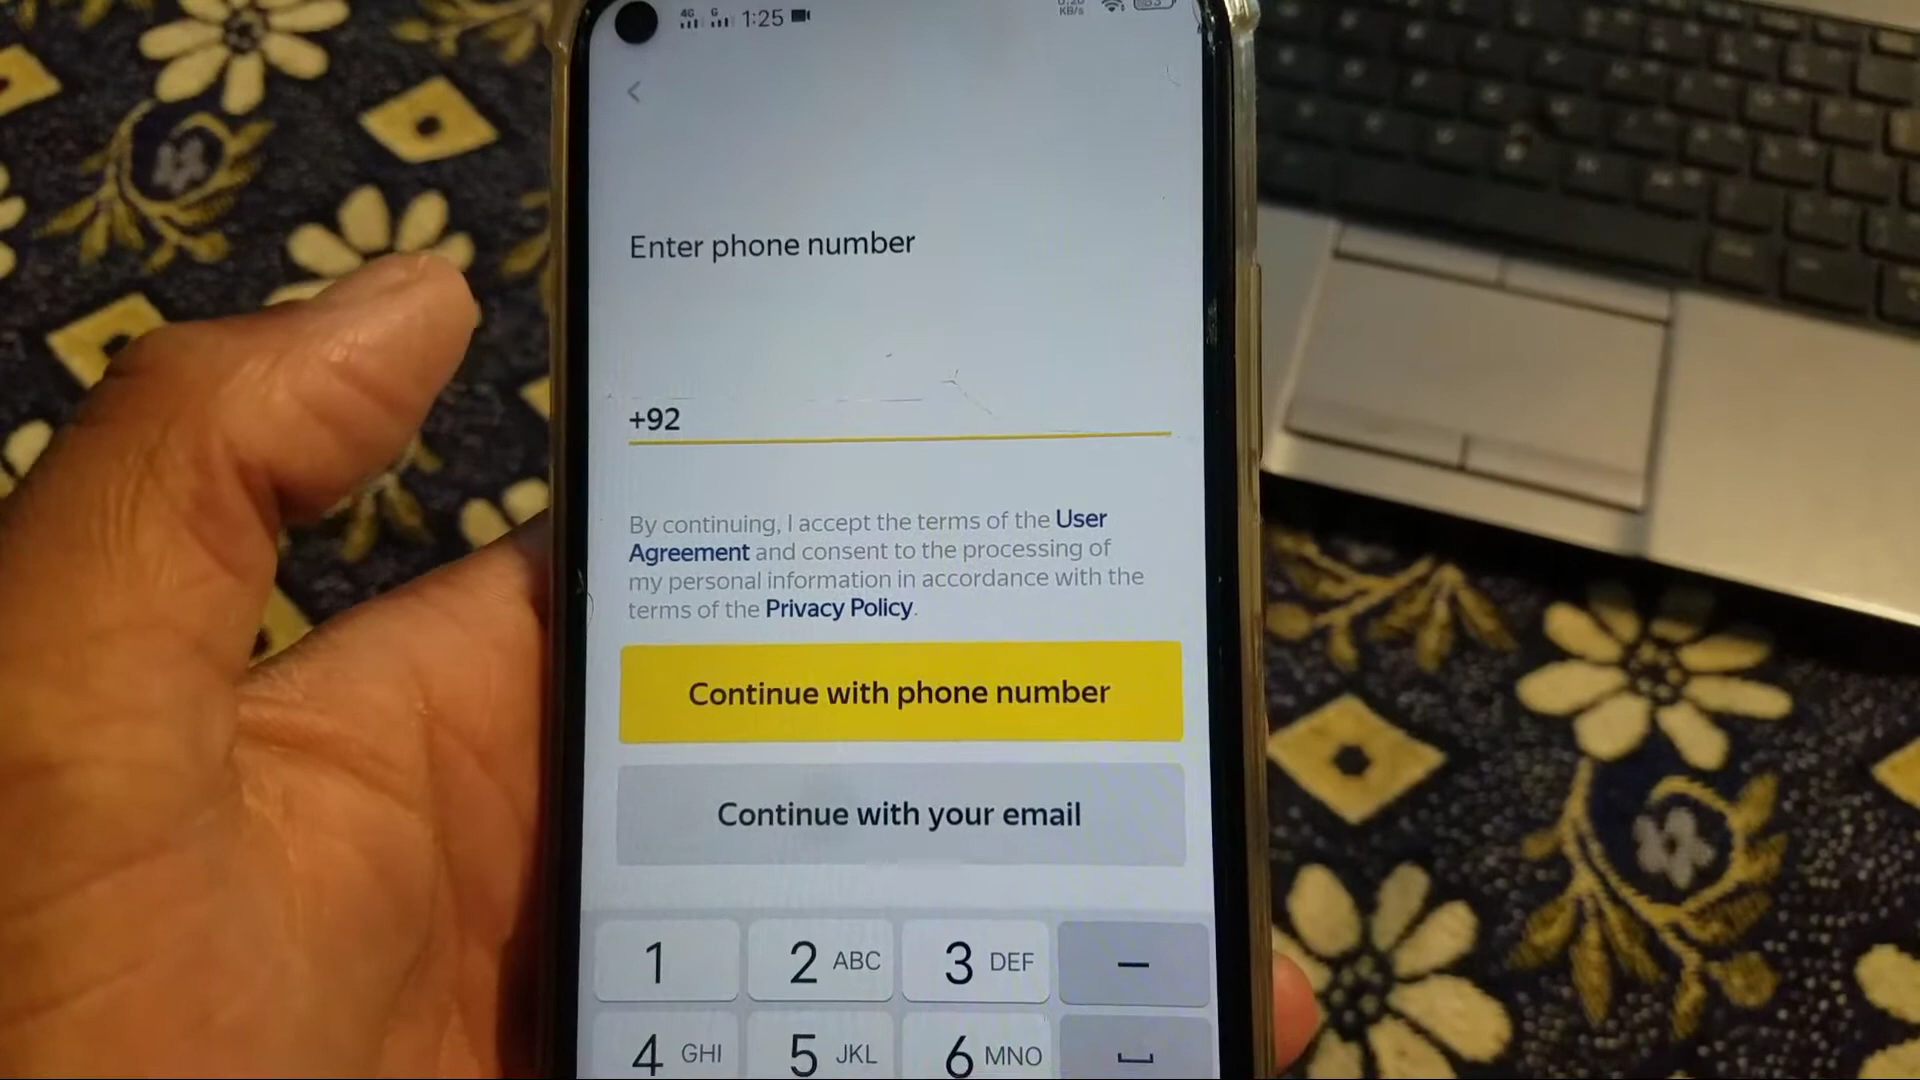 4G G 1:25
KB/s
Enter phone number
+92
By continuing, I accept the terms of the User
Agreement and consent to the processing of
my personal information in accordance with the
terms of the Privacy Policy.
Continue with phone number
Continue with your email
1 2 ABC 3 DEF –
4 GHI 5 JKL 6 MNO